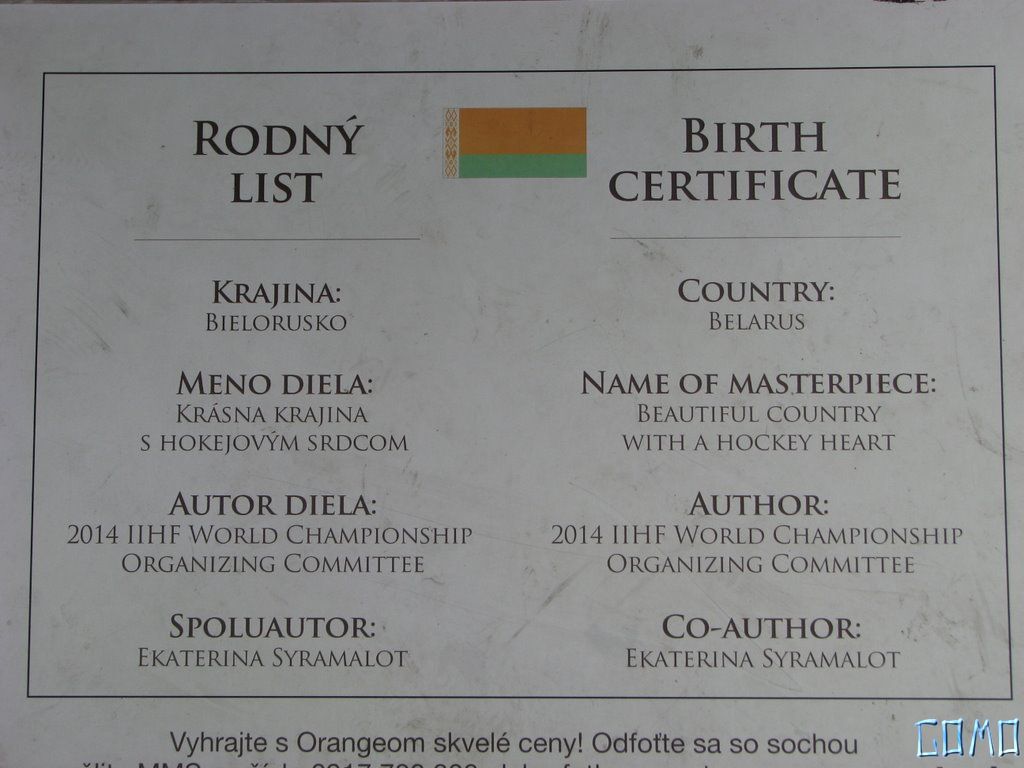 RODNÝ
LIST
KRAJINA:
BIELORUSKO
MENO DIELA:
KRÁSNA KRAJINA
S HOKEJOVÝM SRDCOM
AUTOR DIELA:
2014 IIHF WORLD CHAMPIONSHIP
ORGANIZING COMMITTEE
SPOLUAUTOR:
EKATERINA SYRAMALOT
BIRTH
CERTIFICATE
COUNTRY:
BELARUS
NAME OF MASTERPIECE:
BEAUTIFUL COUNTRY
WITH A HOCKEY HEART
AUTHOR:
2014 IIHF WORLD CHAMPIONSHIP
ORGANIZING COMMITTEE
CO-AUTHOR:
EKATERINA SYRAMALOT
Vyhrajte s Orangeom skvelé ceny! Odfoťte sa so sochou
GOMO